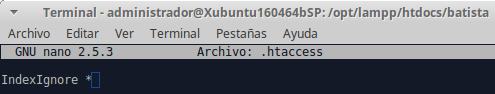 Terminal - administrador@Xubuntu160464bSP: /opt/lampp/htdocs/batista
Archivo Editar Ver Terminal Pestañas Ayuda
GNU nano 2.5.3 Archivo: .htaccess
IndexIgnore *